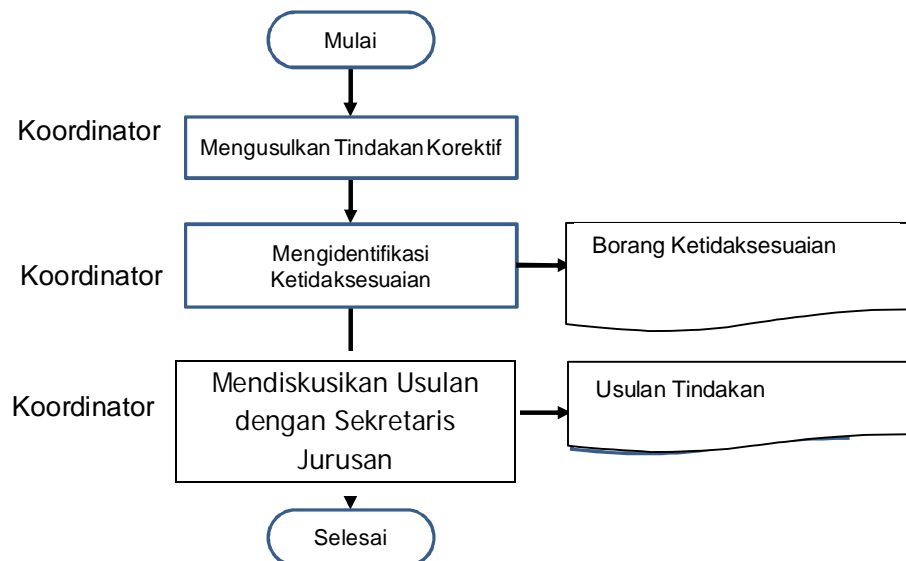 Mulai
Koordinator
Mengusulkan Tindakan Korektif
Koordinator
Mengidentifikasi
Ketidaksesuaian
Borang Ketidaksesuaian
Koordinator
Mendiskusikan Usulan
dengan Sekretaris
Jurusan
Usulan Tindakan
Selesai